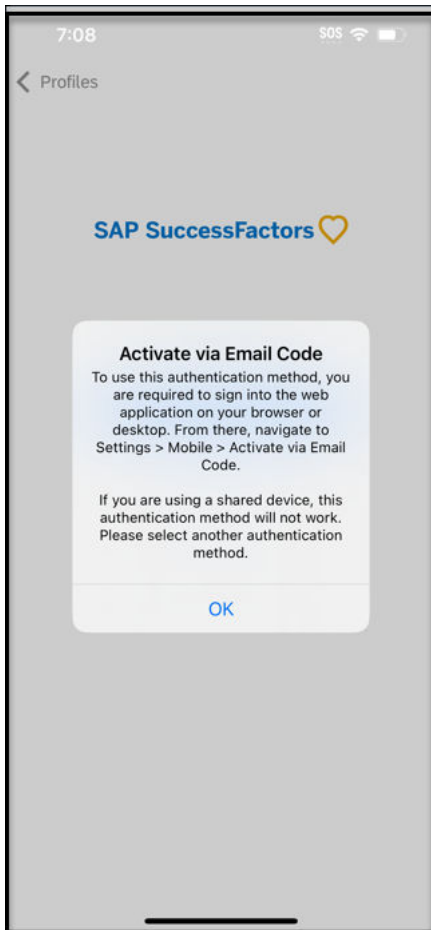 7:08 SOS
Profiles
SAP SuccessFactors
Activate via Email Code
To use this authentication method, you
are required to sign into the web
application on your browser or
desktop. From there, navigate to
Settings > Mobile > Activate via Email
Code.
If you are using a shared device, this
authentication method will not work.
Please select another authentication
method.
OK